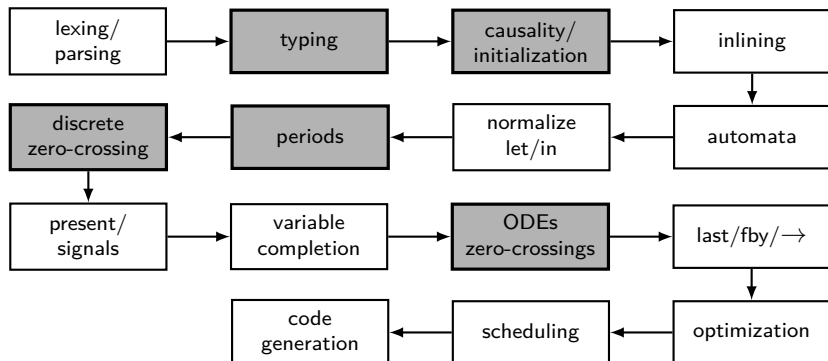 lexing/
parsing
typing
causality/
initialization
inlining
automata
normalize
let/in
periods
discrete
zero-crossing
present/
signals
variable
completion
ODEs
zero-crossings
last/fby/→
optimization
scheduling
code
generation